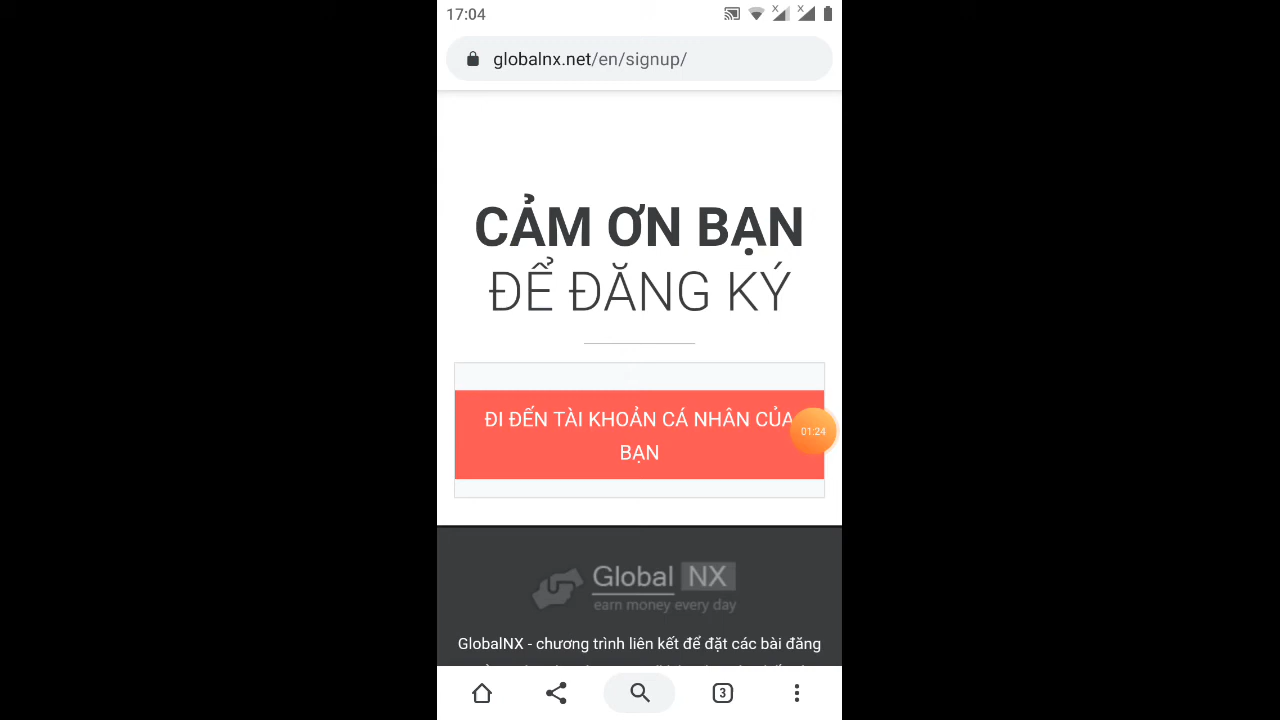 17:04
globalnx.net/en/signup/
CẢM ƠN BẠN
ĐỂ ĐĂNG KÝ
ĐI ĐẾN TÀI KHOẢN CÁ NHÂN CỦA
BẠN
01:24
Global NX
earn money every day
GlobalNX - chương trình liên kết để đặt các bài đăng
3